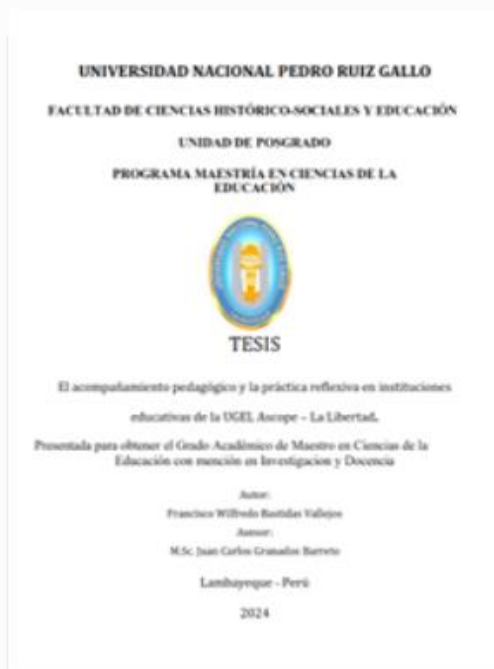 UNIVERSIDAD NACIONAL PEDRO RUIZ GALLO
FACULTAD DE CIENCIAS HISTÓRICO-SOCIALES Y EDUCACIÓN
UNIDAD DE POSGRADO
PROGRAMA MAESTRÍA EN CIENCIAS DE LA
EDUCACIÓN
TESIS
El acompañamiento pedagógico y la práctica reflexiva en instituciones
educativas de la UGEL Ascope – La Libertad.
Presentada para obtener el Grado Académico de Maestro en Ciencias de la
Educación con mención en Investigacion y Docencia
Autor:
Francisco Wilfredo Bastidas Vallejos
Asesor:
M.Sc. Juan Carlos Granados Barreto
Lambayeque - Perú
2024